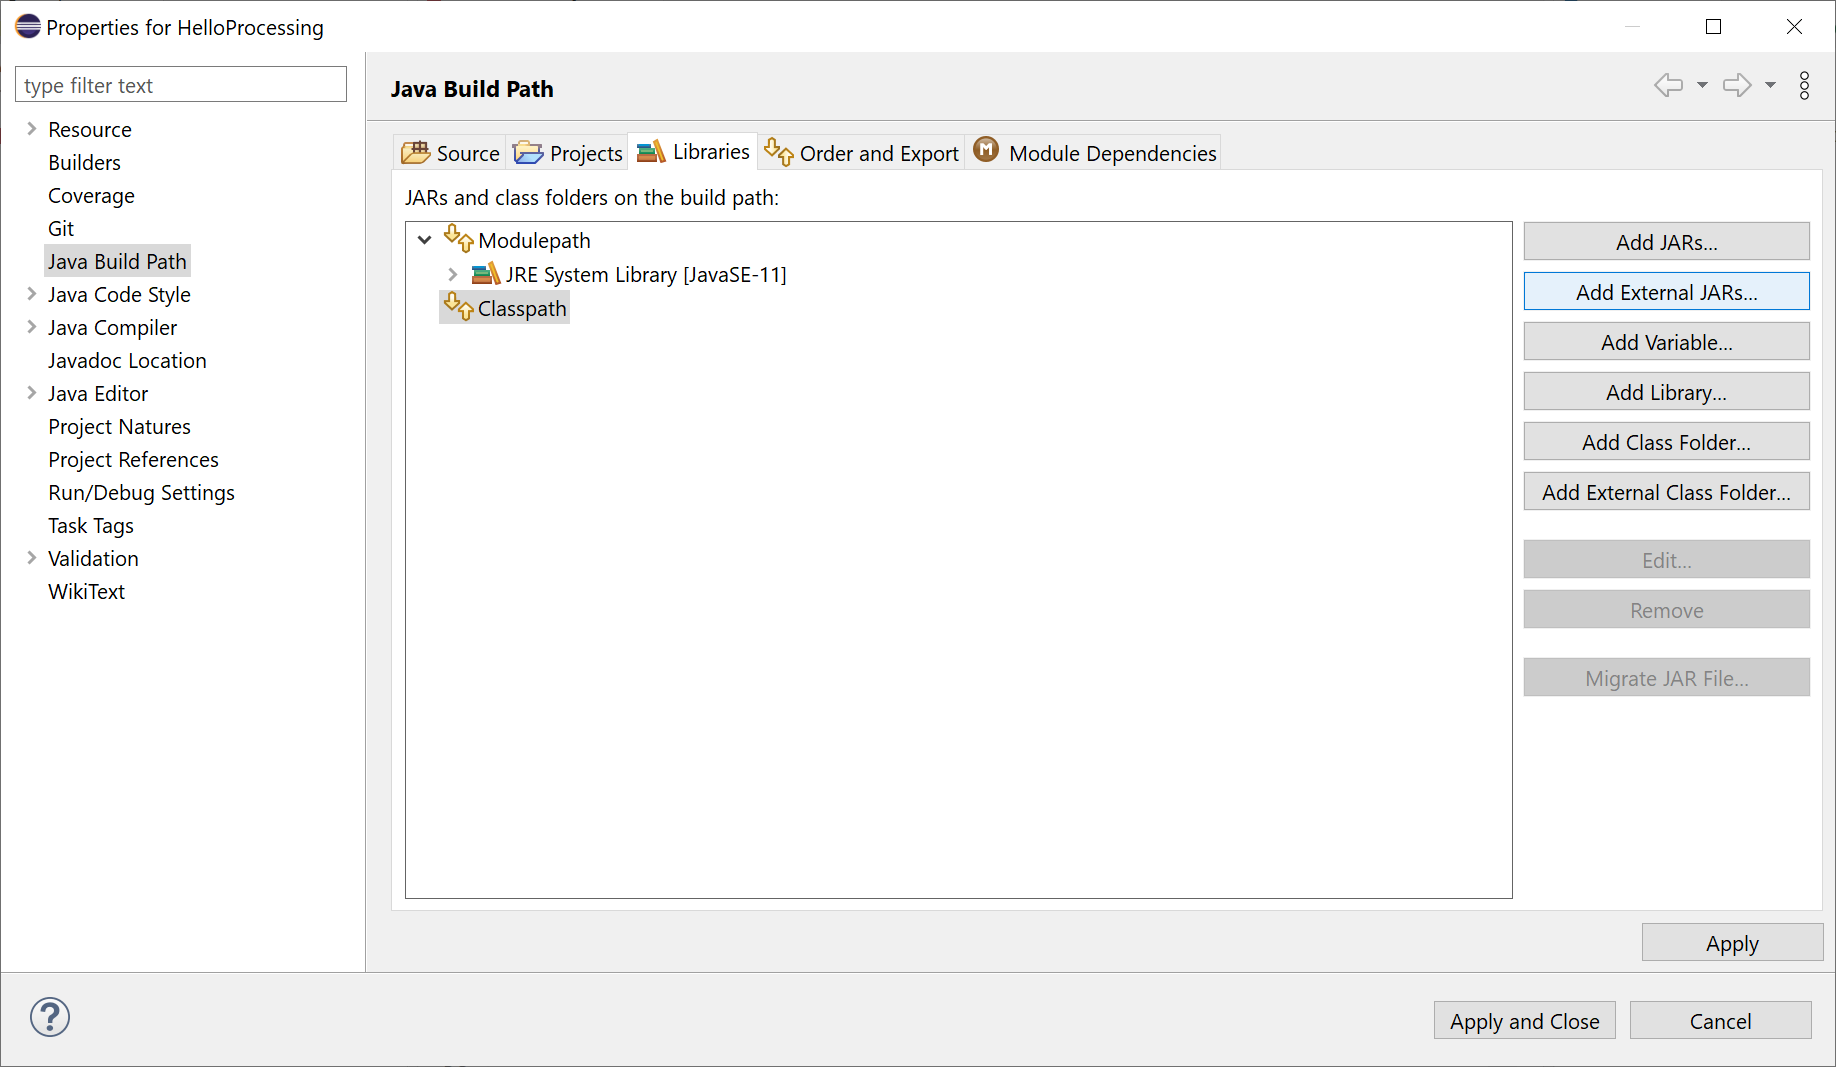 Properties for HelloProcessing
type filter text
Resource
Builders
Coverage
Git
Java Build Path
Java Code Style
Java Compiler
Javadoc Location
Java Editor
Project Natures
Project References
Run/Debug Settings
Task Tags
Validation
WikiText
Java Build Path
Source Projects Libraries Order and Export M Module Dependencies
JARs and class folders on the build path:
Modulepath
JRE System Library [JavaSE-11]
Classpath
Add JARs...
Add External JARs...
Add Variable...
Add Library...
Add Class Folder...
Add External Class Folder...
Edit...
Remove
Migrate JAR File...
Apply
?
Apply and Close Cancel